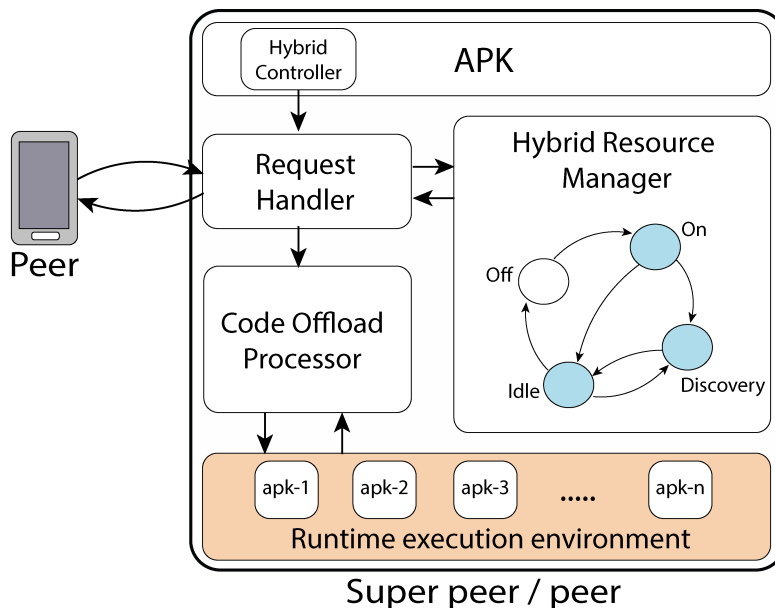 Hybrid
Controller
APK
Request
Handler
Hybrid Resource
Manager
Peer
On
Off
Idle
Discovery
Code Offload
Processor
apk-1
apk-2
apk-3
.....
apk-n
Runtime execution environment
Super peer / peer